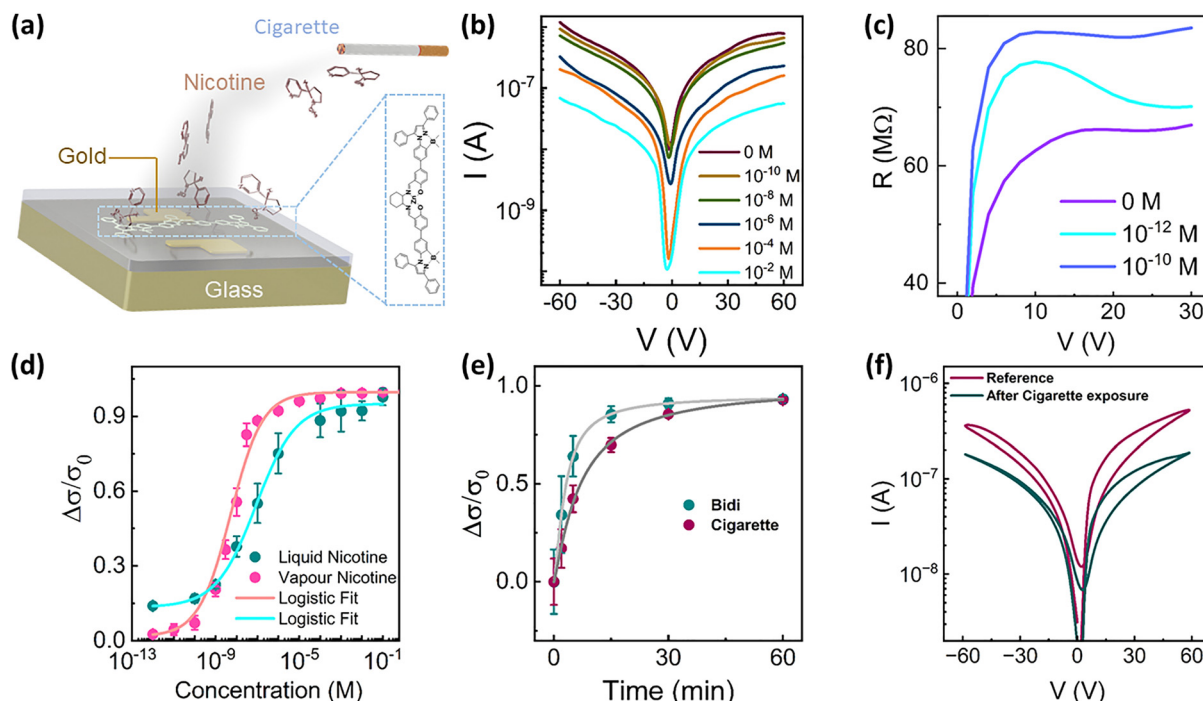 (a)
Cigarette
Nicotine
Gold
Glass
(b)
I (A)
10⁻⁷
10⁻⁹
0 M
10⁻¹⁰ M
10⁻⁸ M
10⁻⁶ M
10⁻⁴ M
10⁻² M
-60 -30 0 30 60
V (V)
(c)
R (MΩ)
80
60
40
0 M
10⁻¹² M
10⁻¹⁰ M
0 10 20 30
V (V)
(d)
Δσ/σ₀
0.9
0.6
0.3
0.0
Liquid Nicotine
Vapour Nicotine
Logistic Fit
Logistic Fit
10⁻¹³ 10⁻⁹ 10⁻⁵ 10⁻¹
Concentration (M)
(e)
Δσ/σ₀
1.0
0.5
0.0
Bidi
Cigarette
0 20 40 60
Time (min)
(f)
Reference
After Cigarette exposure
I (A)
10⁻⁶
10⁻⁷
10⁻⁸
−60 −30 0 30 60
V (V)